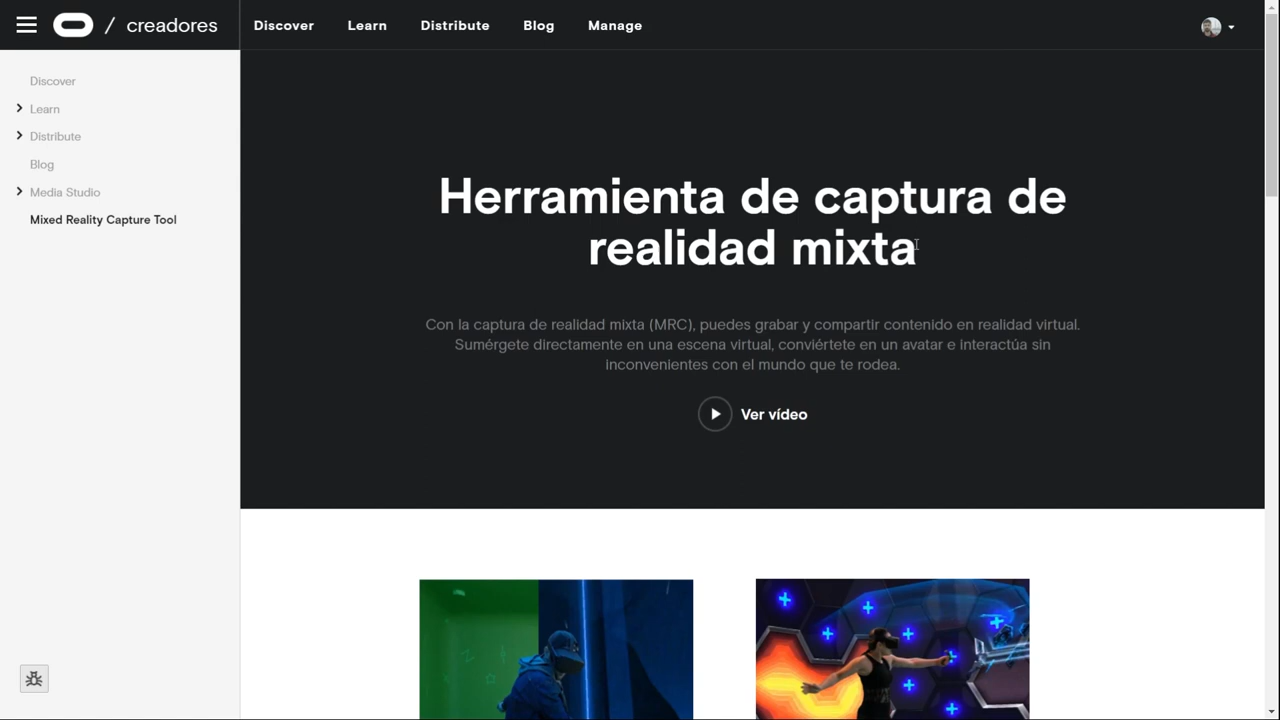 / creadores
Discover Learn Distribute Blog Manage
Discover
Learn
Distribute
Blog
Media Studio
Mixed Reality Capture Tool
Herramienta de captura de
realidad mixta
Con la captura de realidad mixta (MRC), puedes grabar y compartir contenido en realidad virtual.
Sumérgete directamente en una escena virtual, conviértete en un avatar e interactúa sin
inconvenientes con el mundo que te rodea.
Ver vídeo